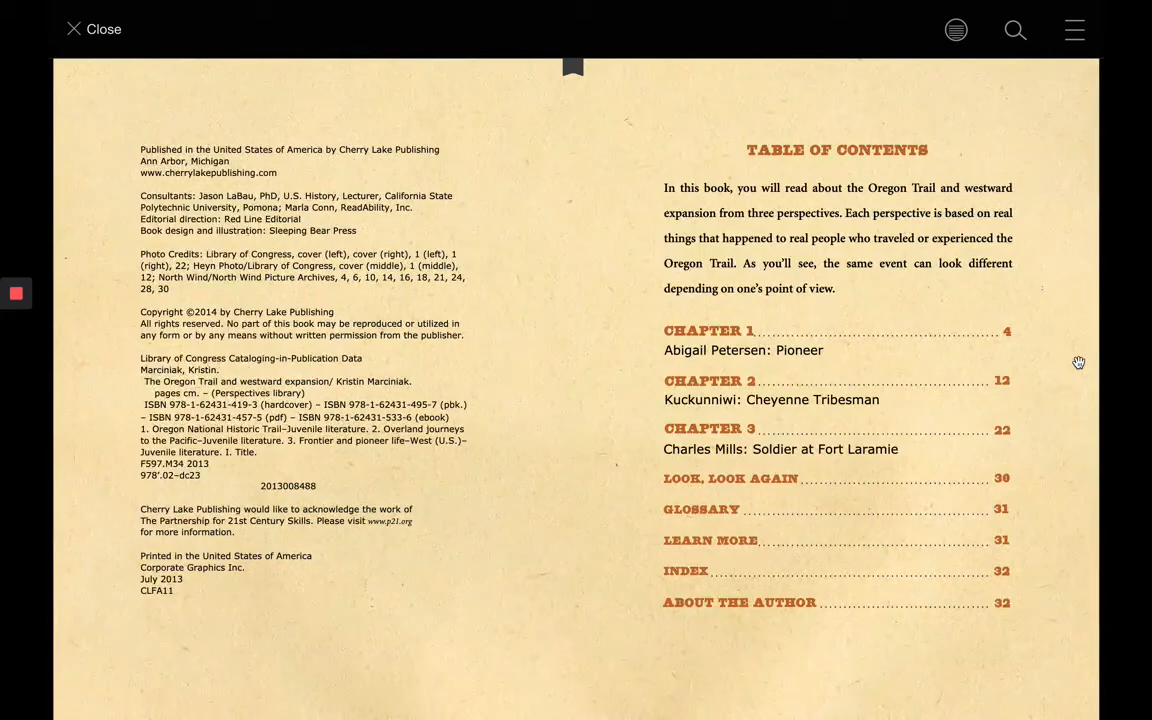 Close
Published in the United States of America by Cherry Lake Publishing
Ann Arbor, Michigan
www.cherrylakepublishing.com
Consultants: Jason LaBau, PhD, U.S. History, Lecturer, California State
Polytechnic University, Pomona; Marla Conn, ReadAbility, Inc.
Editorial direction: Red Line Editorial
Book design and illustration: Sleeping Bear Press
Photo Credits: Library of Congress, cover (left), cover (right), 1 (left), 1
(right), 22; Heyn Photo/Library of Congress, cover (middle), 1 (middle),
12; North Wind/North Wind Picture Archives, 4, 6, 10, 14, 16, 18, 21, 24,
28, 30
Copyright ©2014 by Cherry Lake Publishing
All rights reserved. No part of this book may be reproduced or utilized in
any form or by any means without written permission from the publisher.
Library of Congress Cataloging-in-Publication Data
Marciniak, Kristin.
The Oregon Trail and westward expansion/ Kristin Marciniak.
pages cm. – (Perspectives library)
ISBN 978-1-62431-419-3 (hardcover) – ISBN 978-1-62431-495-7 (pbk.)
– ISBN 978-1-62431-457-5 (pdf) – ISBN 978-1-62431-533-6 (ebook)
1. Oregon National Historic Trail–Juvenile literature. 2. Overland journeys
to the Pacific–Juvenile literature. 3. Frontier and pioneer life–West (U.S.)–
Juvenile literature. I. Title.
F597.M34 2013
978'.02–dc23
2013008488
Cherry Lake Publishing would like to acknowledge the work of
The Partnership for 21st Century Skills. Please visit www.p21.org
for more information.
Printed in the United States of America
Corporate Graphics Inc.
July 2013
CLFA11
TABLE OF CONTENTS
In this book, you will read about the Oregon Trail and westward
expansion from three perspectives. Each perspective is based on real
things that happened to real people who traveled or experienced the
Oregon Trail. As you'll see, the same event can look different
depending on one's point of view.
CHAPTER 1 4
Abigail Petersen: Pioneer
CHAPTER 2 12
Kuckunniwi: Cheyenne Tribesman
CHAPTER 3 22
Charles Mills: Soldier at Fort Laramie
LOOK, LOOK AGAIN 30
GLOSSARY 31
LEARN MORE 31
INDEX 32
ABOUT THE AUTHOR 32